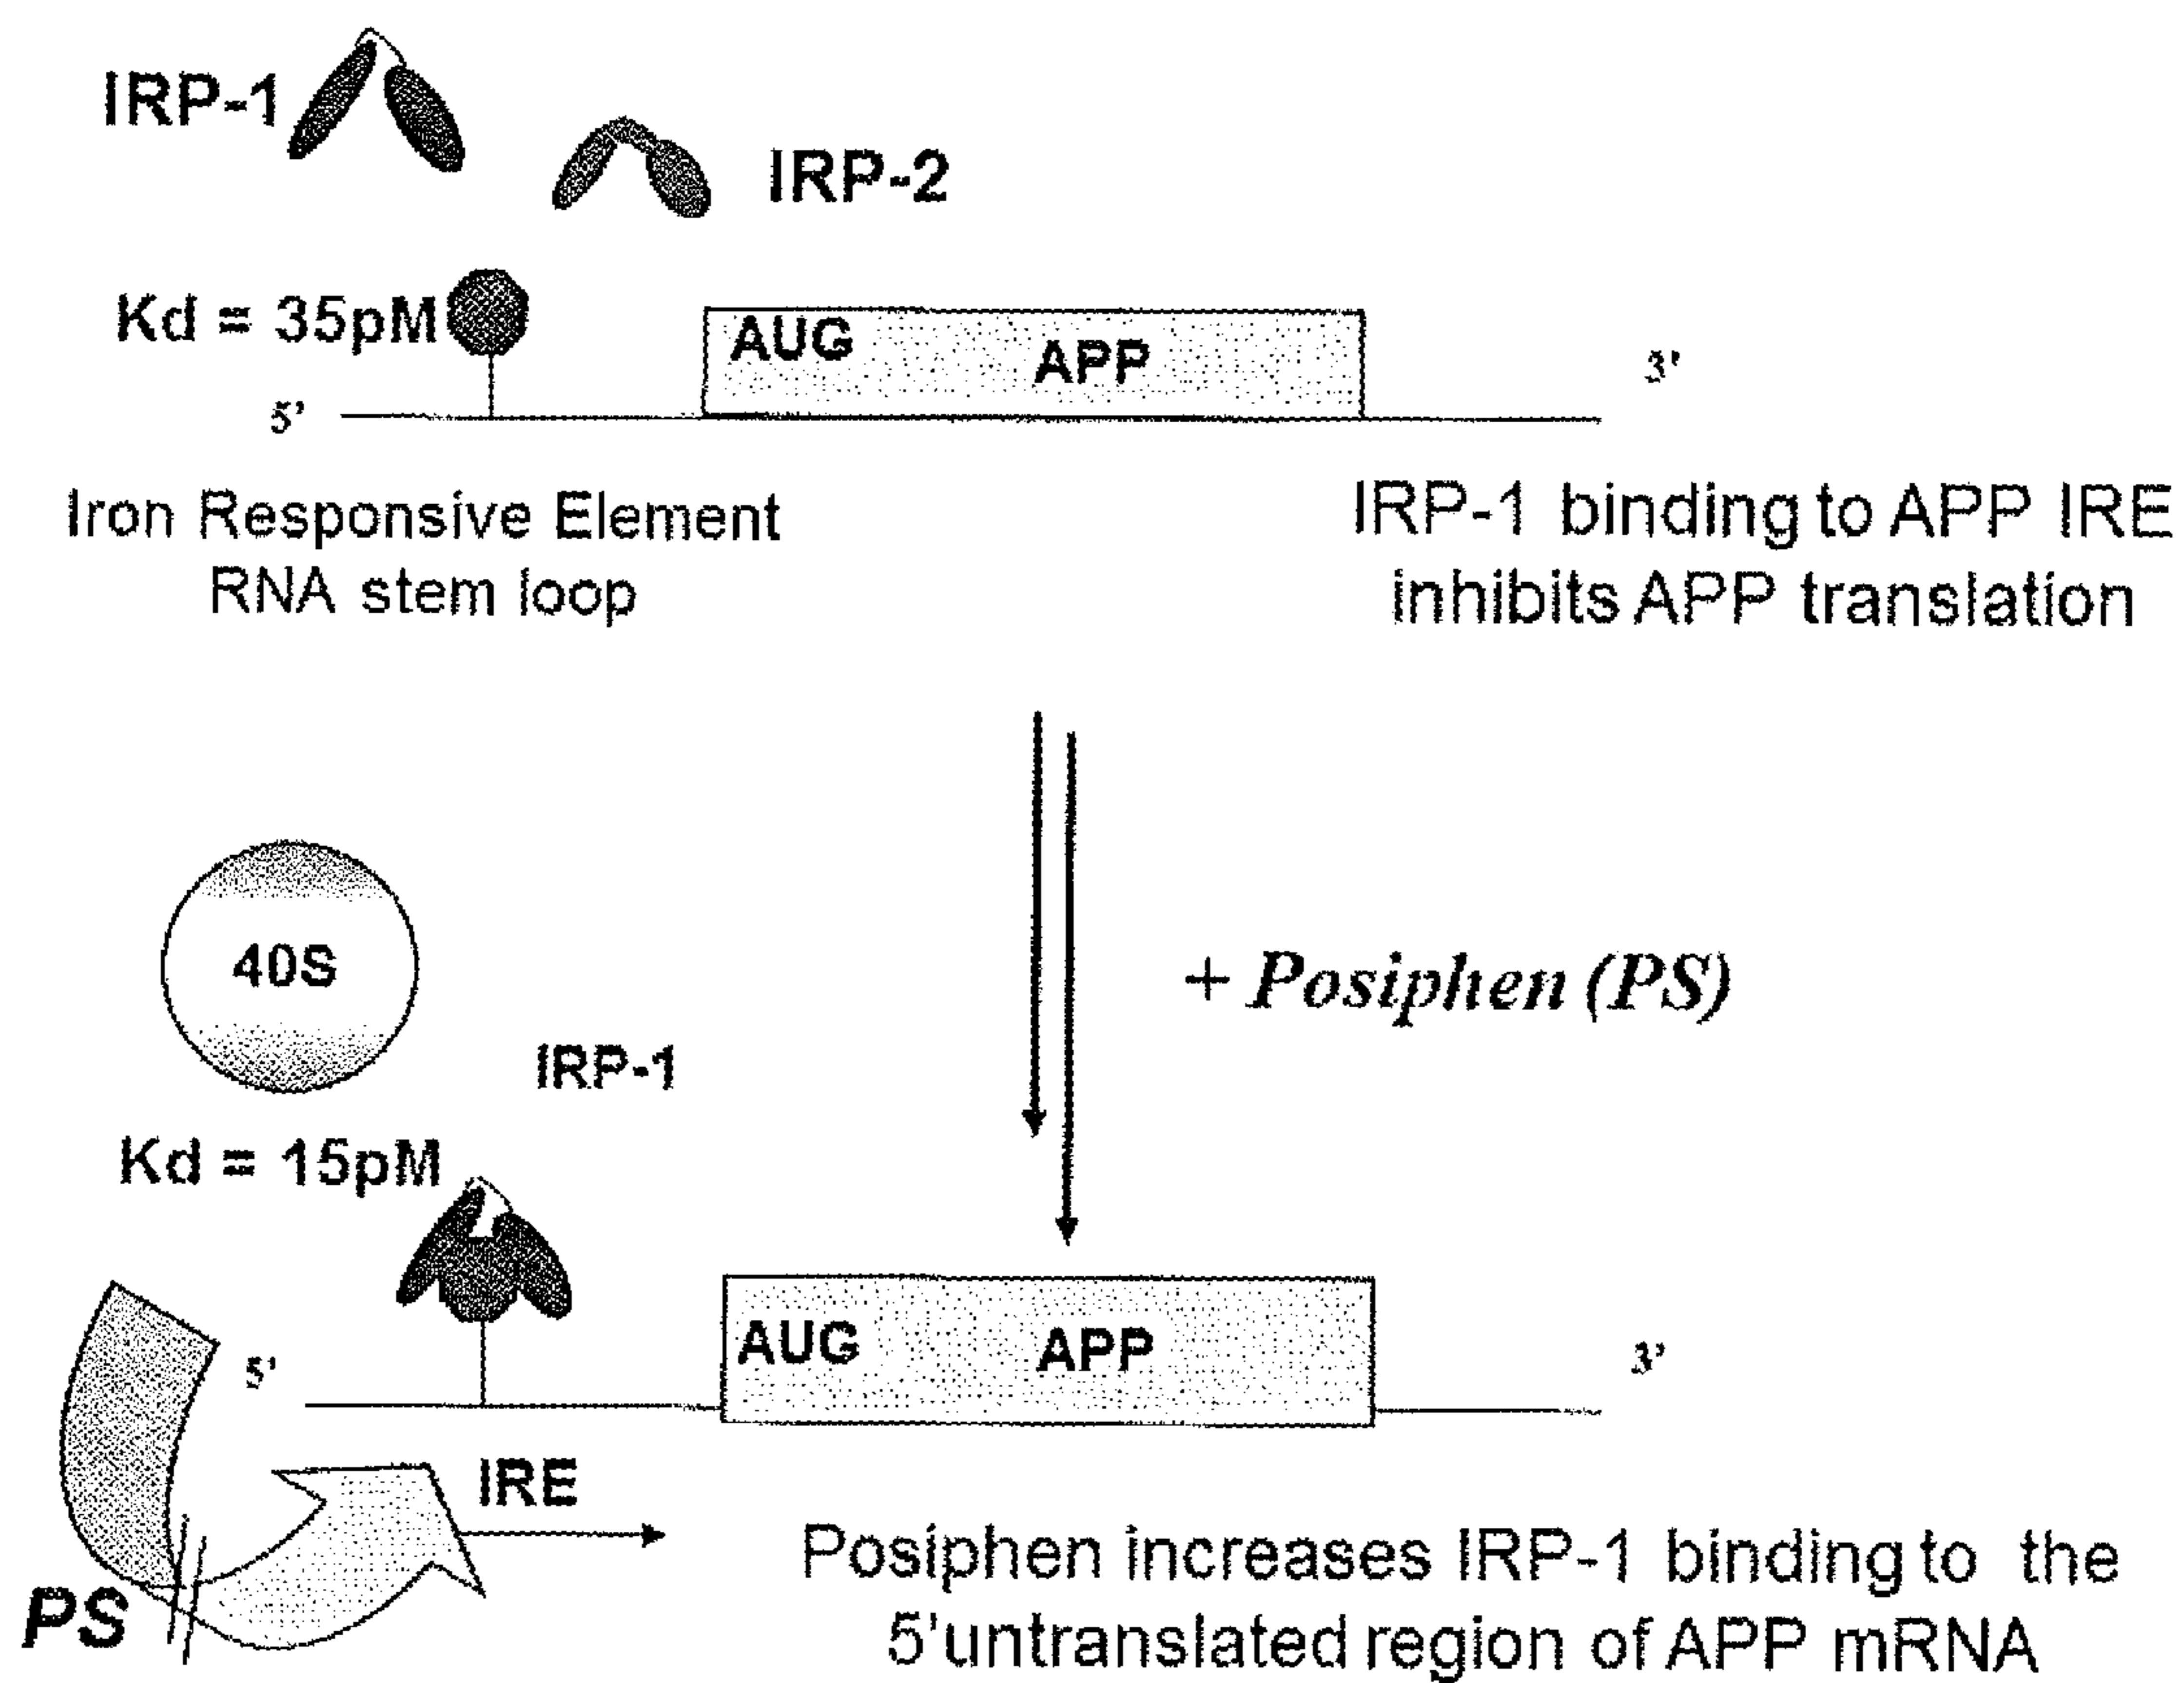 IRP-1
IRP-2
Kd = 35pM
AUG
APP
5'
3'
Iron Responsive Element
RNA stem loop
IRP-1 binding to APP IRE
inhibits APP translation
40S
+ Posiphen (PS)
IRP-1
Kd = 15pM
5'
AUG
APP
3'
IRE
PS
Posiphen increases IRP-1 binding to the
5'untranslated region of APP mRNA